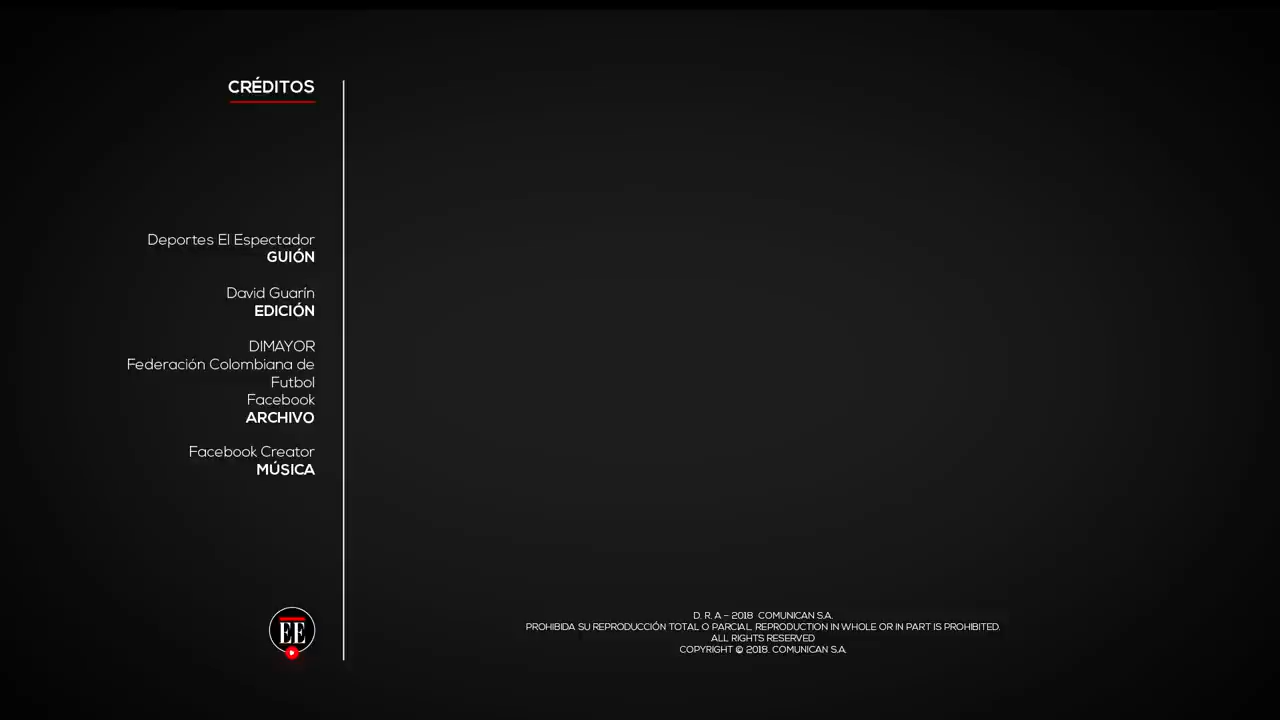 CRÉDITOS
Deportes El Espectador
GUIÓN
David Guarín
EDICIÓN
DIMAYOR
Federación Colombiana de
Futbol
Facebook
ARCHIVO
Facebook Creator
MÚSICA
EE
D. R. A – 2018 COMUNICAN S.A.
PROHIBIDA SU REPRODUCCIÓN TOTAL O PARCIAL, REPRODUCTION IN WHOLE OR IN PART IS PROHIBITED.
ALL RIGHTS RESERVED
COPYRIGHT © 2018. COMUNICAN S.A.